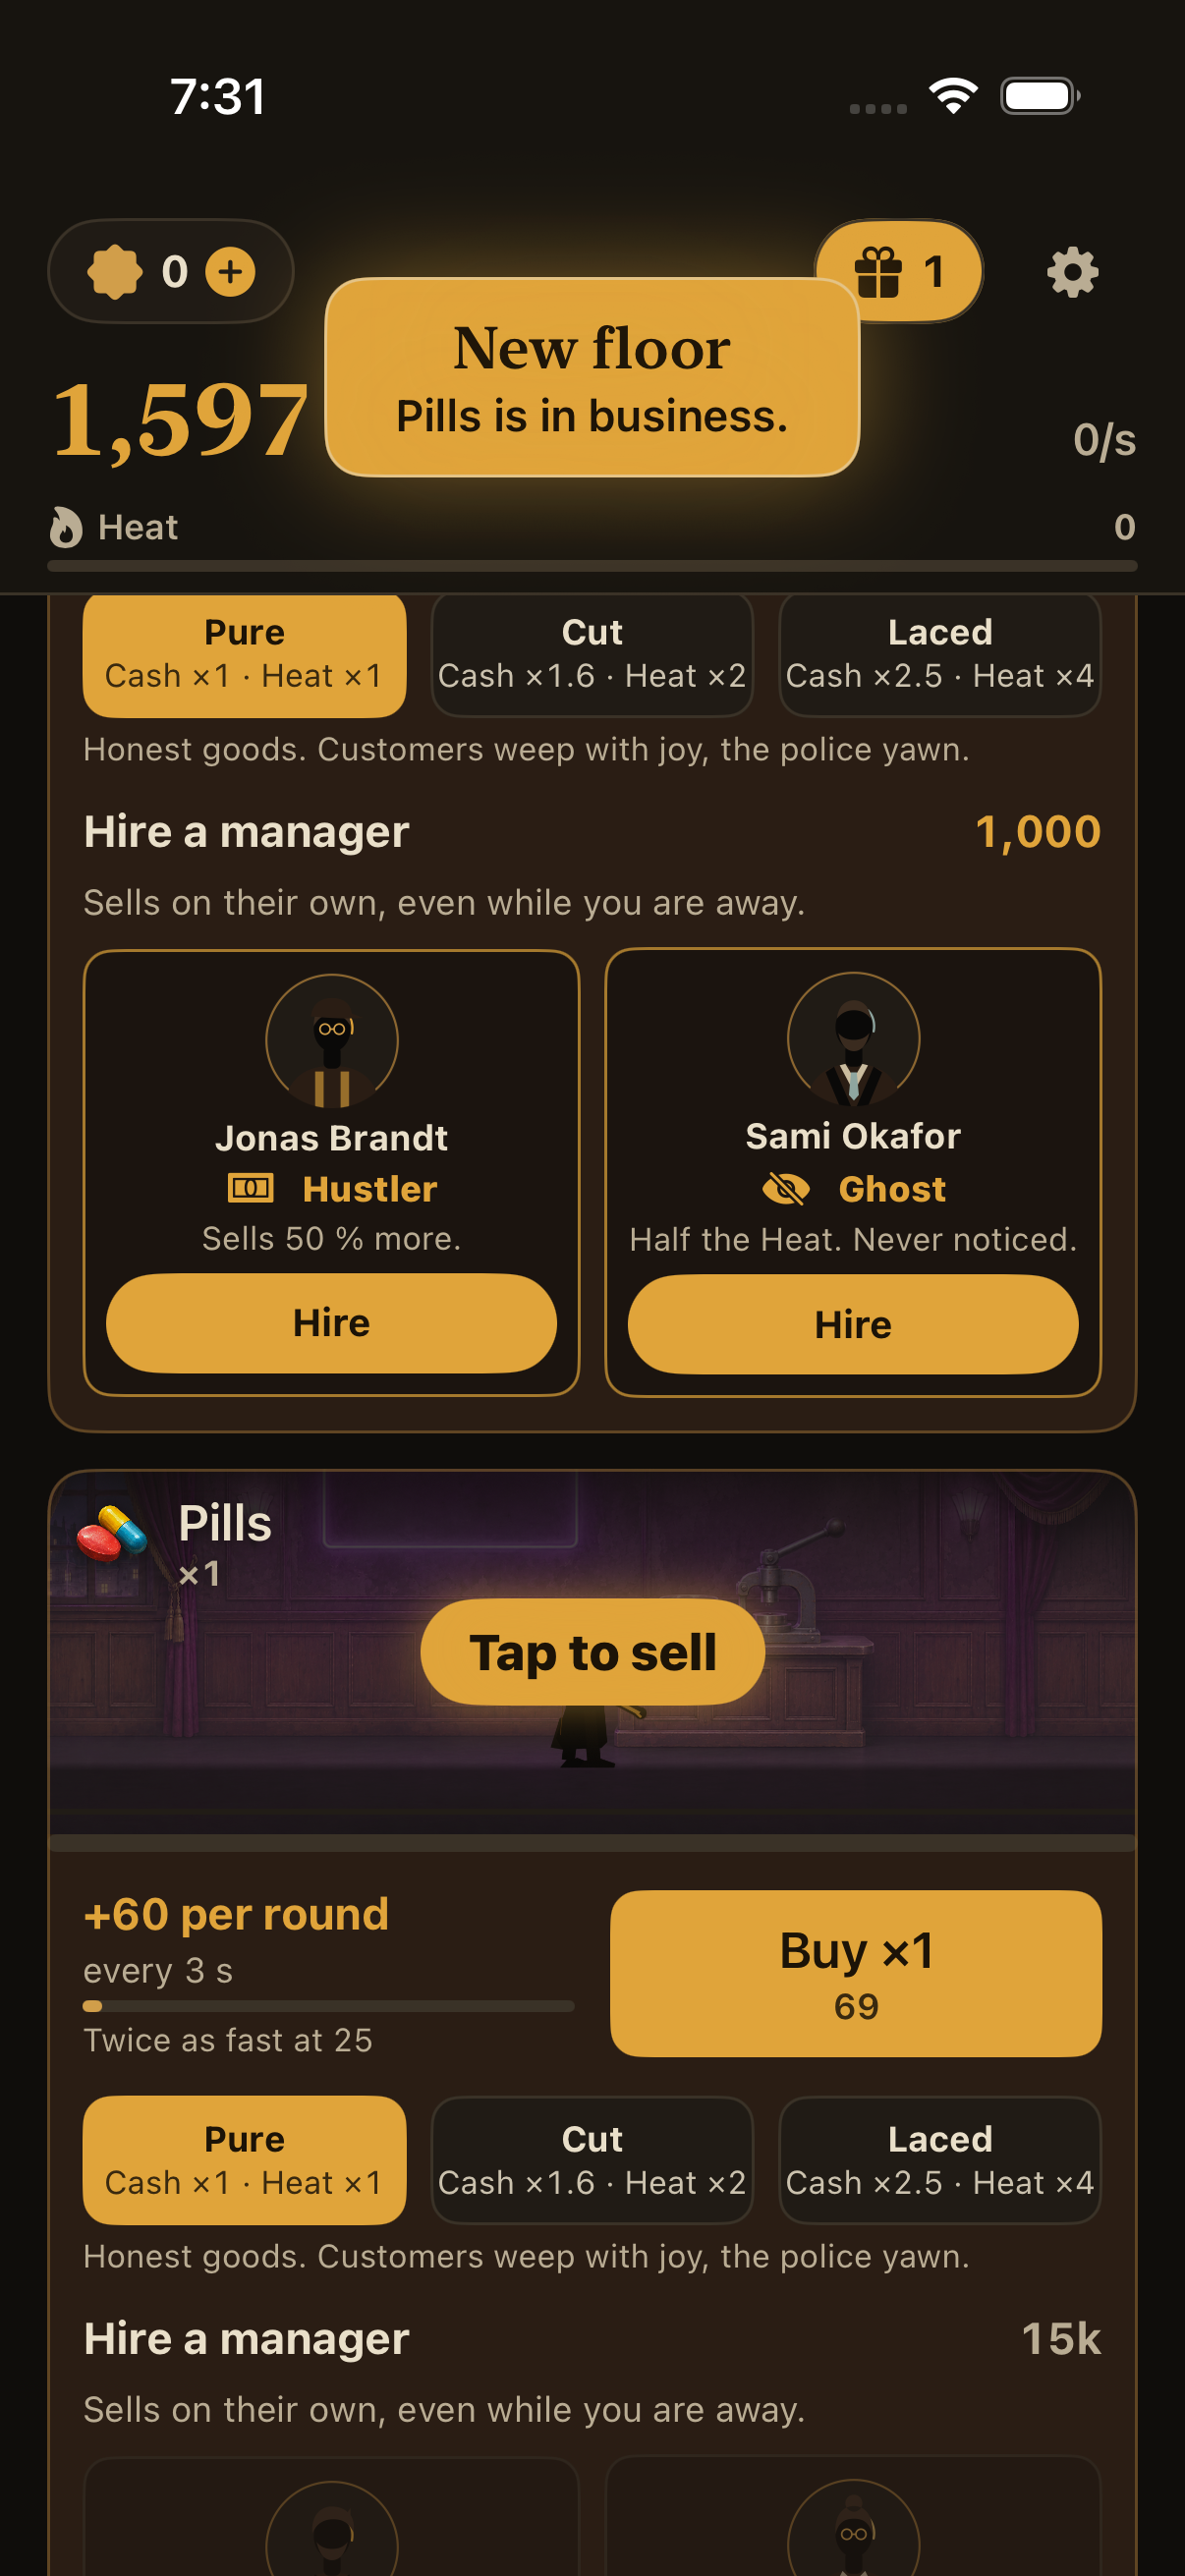 7:31
0
1
New floor
Pills is in business.
1,597
0/s
Heat
0
Pure
Cash ×1 · Heat ×1
Cut
Cash ×1.6 · Heat ×2
Laced
Cash ×2.5 · Heat ×4
Honest goods. Customers weep with joy, the police yawn.
Hire a manager
1,000
Sells on their own, even while you are away.
Jonas Brandt
Hustler
Sells 50 % more.
Hire
Sami Okafor
Ghost
Half the Heat. Never noticed.
Hire
Pills
×1
Tap to sell
+60 per round
every 3 s
Twice as fast at 25
Buy ×1
69
Pure
Cash ×1 · Heat ×1
Cut
Cash ×1.6 · Heat ×2
Laced
Cash ×2.5 · Heat ×4
Honest goods. Customers weep with joy, the police yawn.
Hire a manager
15k
Sells on their own, even while you are away.